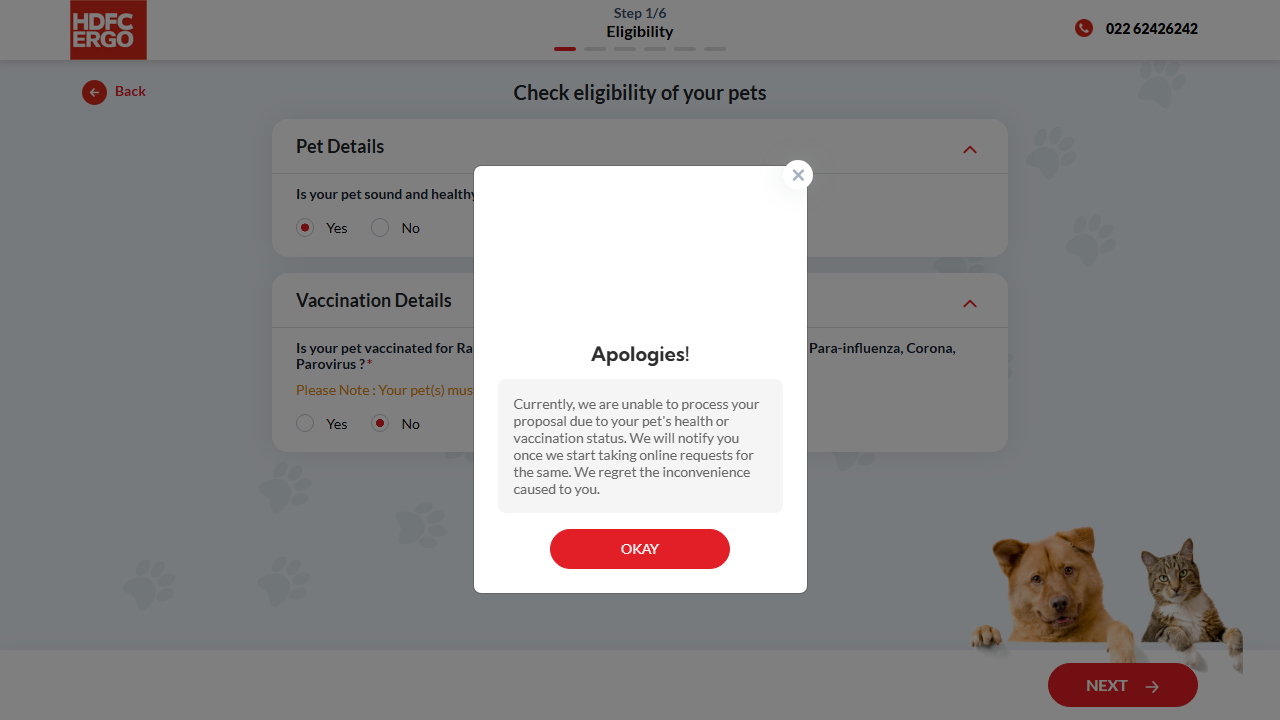 HDFC
ERGO
Step 1/6
Eligibility
022 62426242
Back
Check eligibility of your pets
Pet Details
Is your pet sound and healthy
Yes
No
Vaccination Details
Is your pet vaccinated for Ra
Para-influenza, Corona,
Parovirus ? *
Please Note : Your pet(s) mus
Yes
No
Apologies!
Currently, we are unable to process your
proposal due to your pet's health or
vaccination status. We will notify you
once we start taking online requests for
the same. We regret the inconvenience
caused to you.
OKAY
NEXT